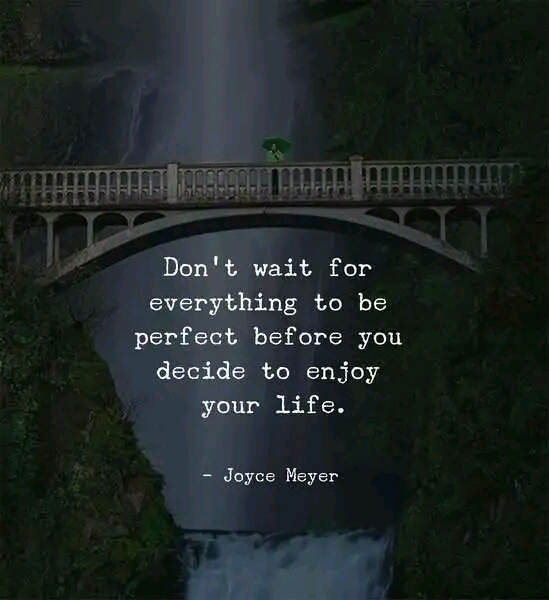 Don't wait for
everything to be
perfect before you
decide to enjoy
your life.
- Joyce Meyer